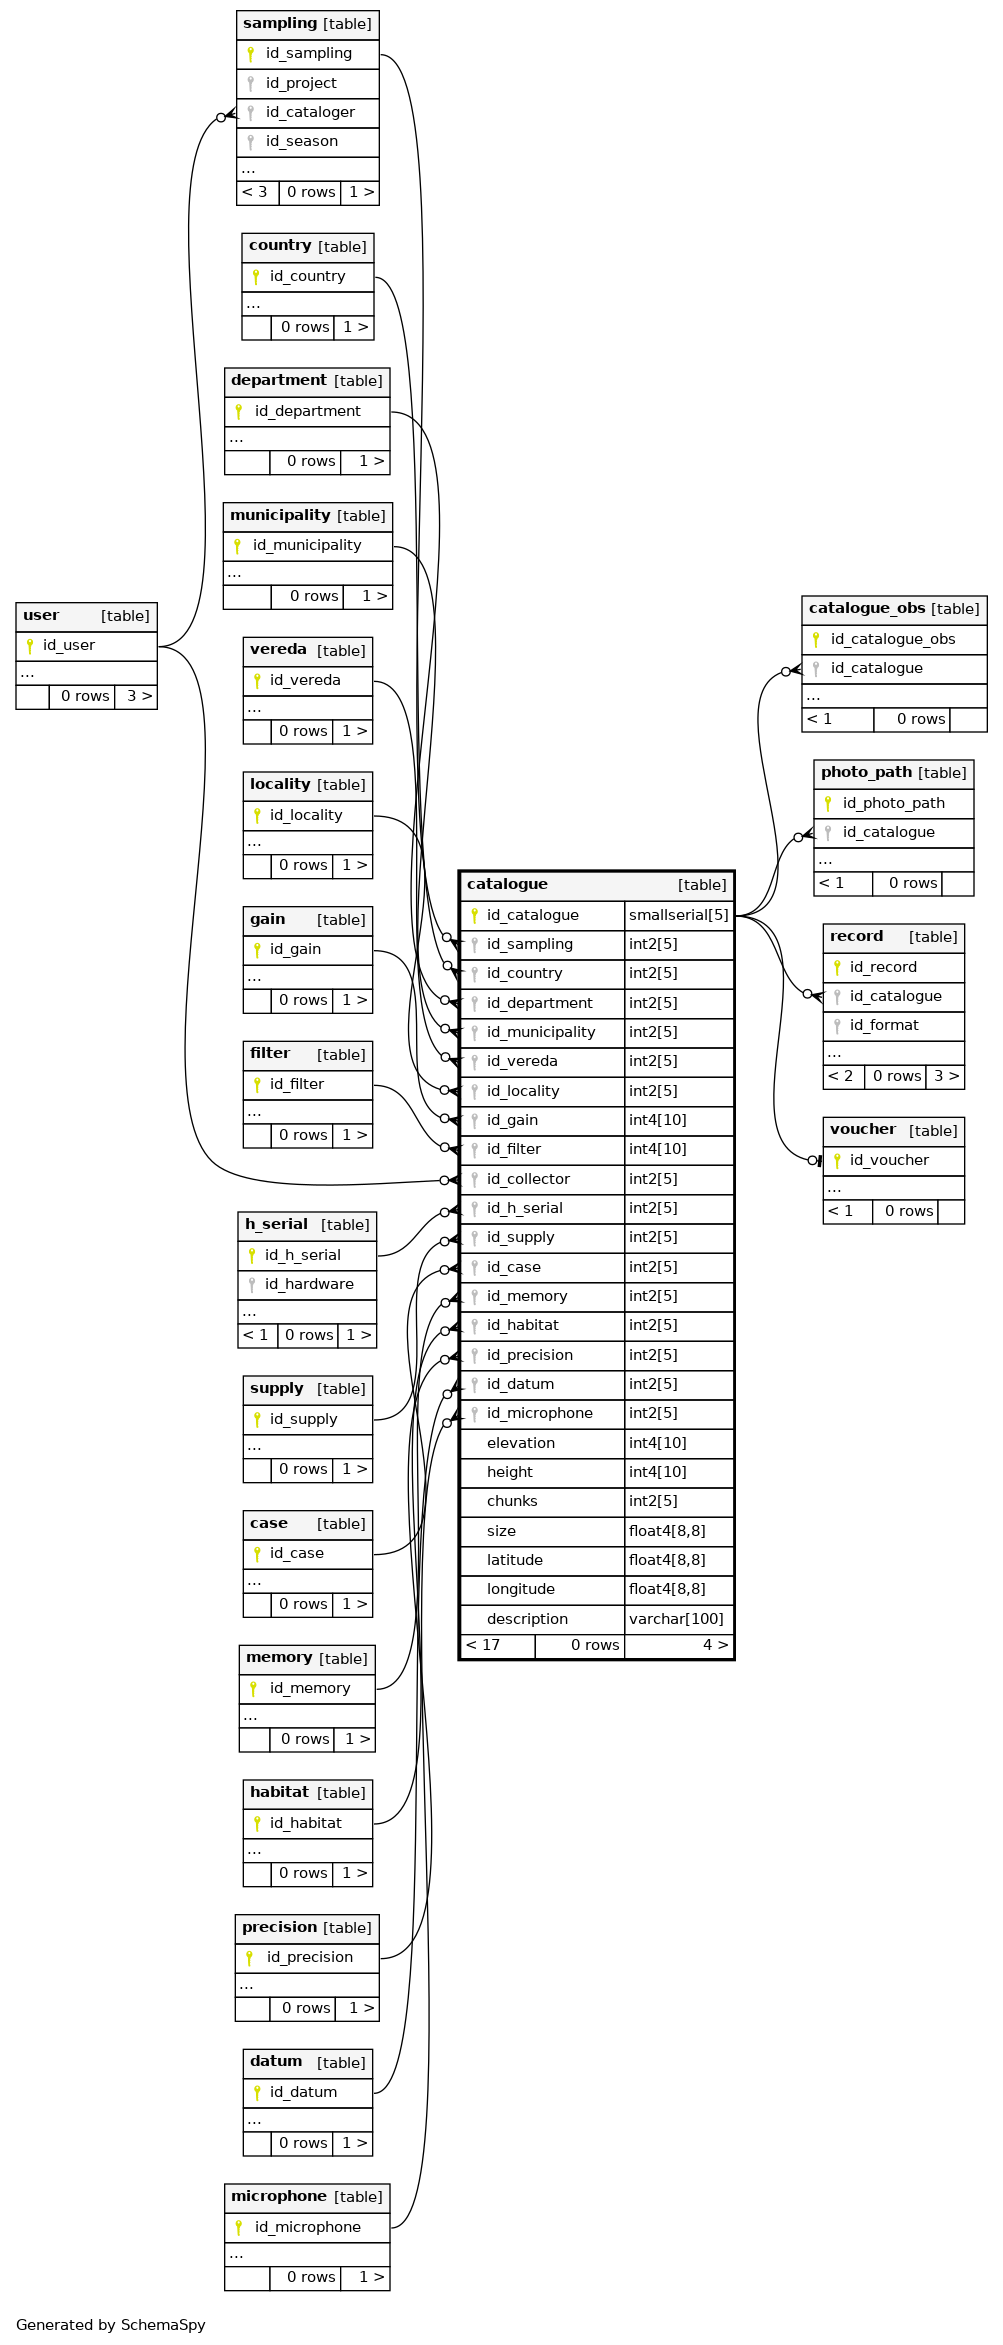 sampling [table]
id_sampling
id_project
id_cataloger
id_season
...
< 3 0 rows 1 >
country [table]
id_country
...
0 rows 1 >
department [table]
id_department
...
0 rows 1 >
municipality [table]
id_municipality
...
0 rows 1 >
user [table]
id_user
...
0 rows 3 >
vereda [table]
id_vereda
...
0 rows 1 >
locality [table]
id_locality
...
0 rows 1 >
gain [table]
id_gain
...
0 rows 1 >
filter [table]
id_filter
...
0 rows 1 >
h_serial [table]
id_h_serial
id_hardware
...
< 1 0 rows 1 >
supply [table]
id_supply
...
0 rows 1 >
case [table]
id_case
...
0 rows 1 >
memory [table]
id_memory
...
0 rows 1 >
habitat [table]
id_habitat
...
0 rows 1 >
precision [table]
id_precision
...
0 rows 1 >
datum [table]
id_datum
...
0 rows 1 >
microphone [table]
id_microphone
...
0 rows 1 >
catalogue [table]
id_catalogue smallserial[5]
id_sampling int2[5]
id_country int2[5]
id_department int2[5]
id_municipality int2[5]
id_vereda int2[5]
id_locality int2[5]
id_gain int4[10]
id_filter int4[10]
id_collector int2[5]
id_h_serial int2[5]
id_supply int2[5]
id_case int2[5]
id_memory int2[5]
id_habitat int2[5]
id_precision int2[5]
id_datum int2[5]
id_microphone int2[5]
elevation int4[10]
height int4[10]
chunks int2[5]
size float4[8,8]
latitude float4[8,8]
longitude float4[8,8]
description varchar[100]
< 17 0 rows 4 >
catalogue_obs [table]
id_catalogue_obs
id_catalogue
...
< 1 0 rows
photo_path [table]
id_photo_path
id_catalogue
...
< 1 0 rows
record [table]
id_record
id_catalogue
id_format
...
< 2 0 rows 3 >
voucher [table]
id_voucher
...
< 1 0 rows
Generated by SchemaSpy